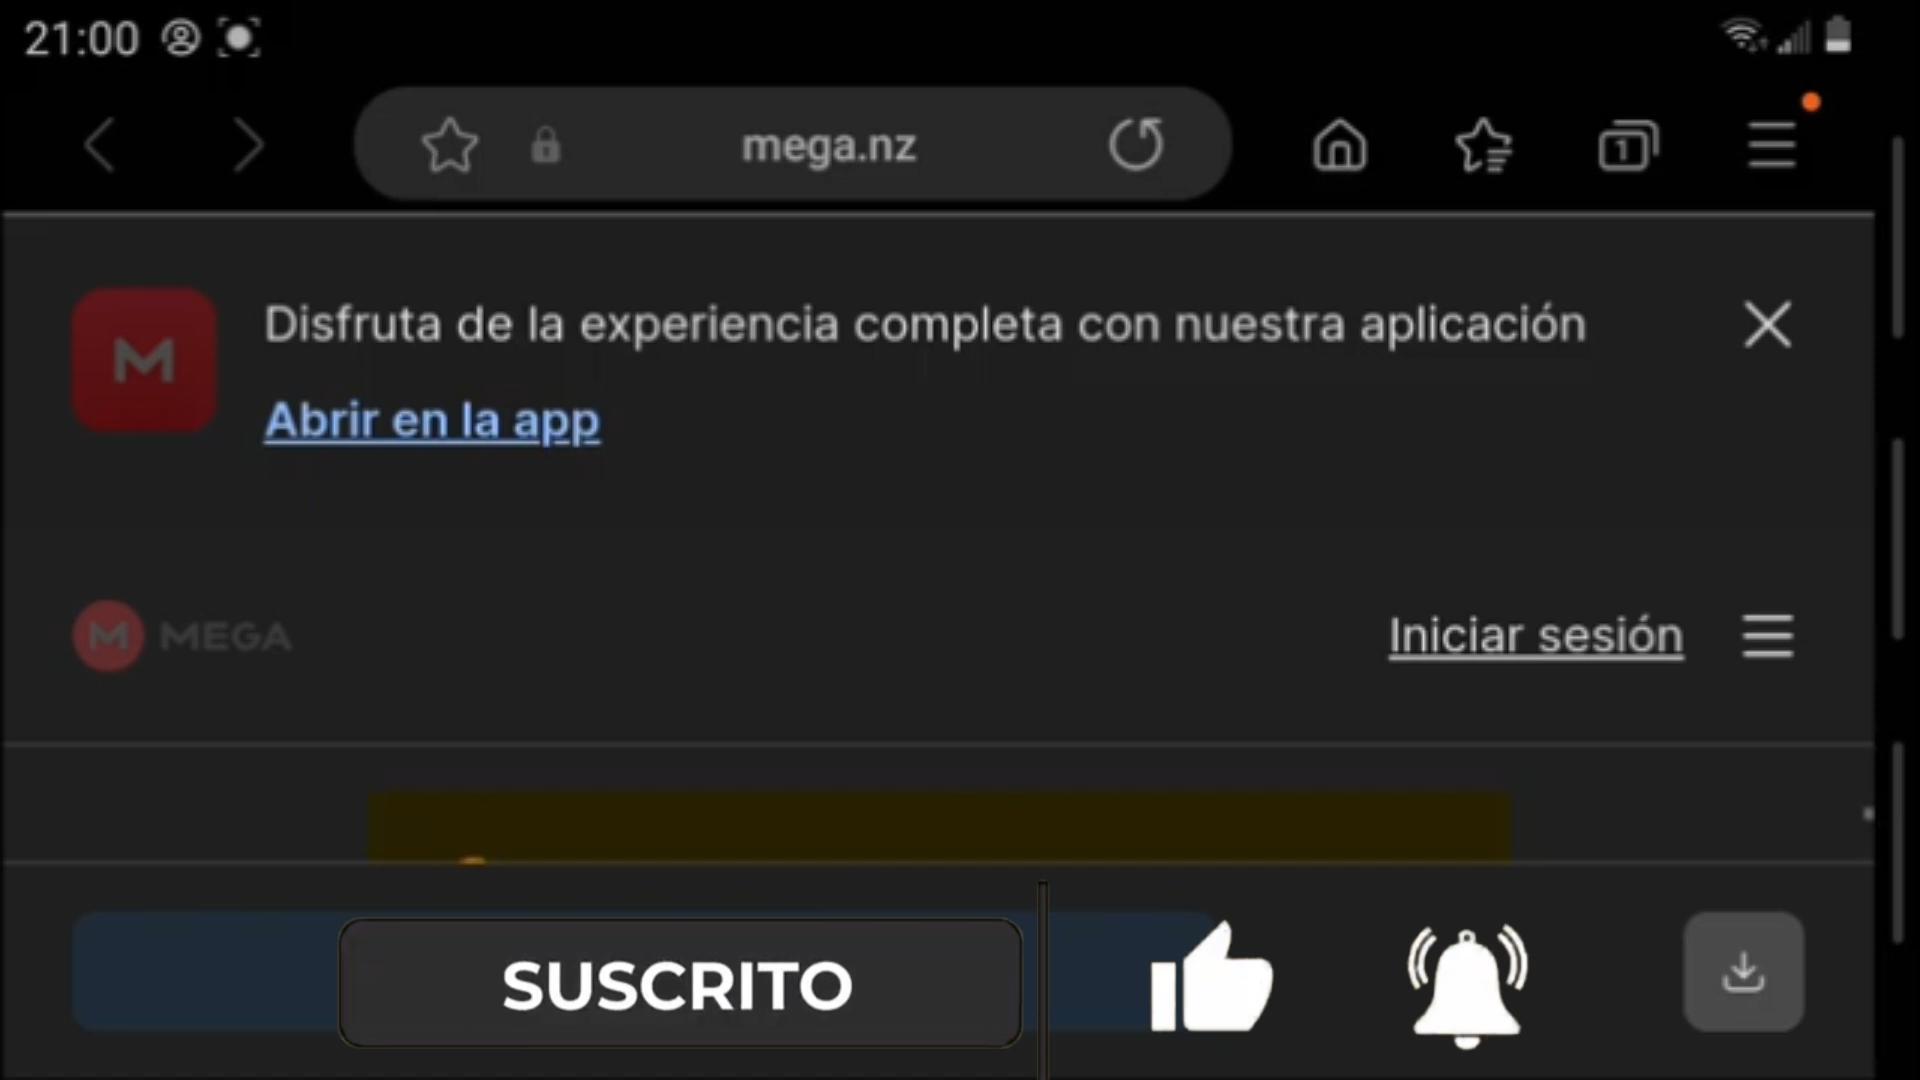 21:00
mega.nz
1
Disfruta de la experiencia completa con nuestra aplicación
M
Abrir en la app
M MEGA
Iniciar sesión
SUSCRITO